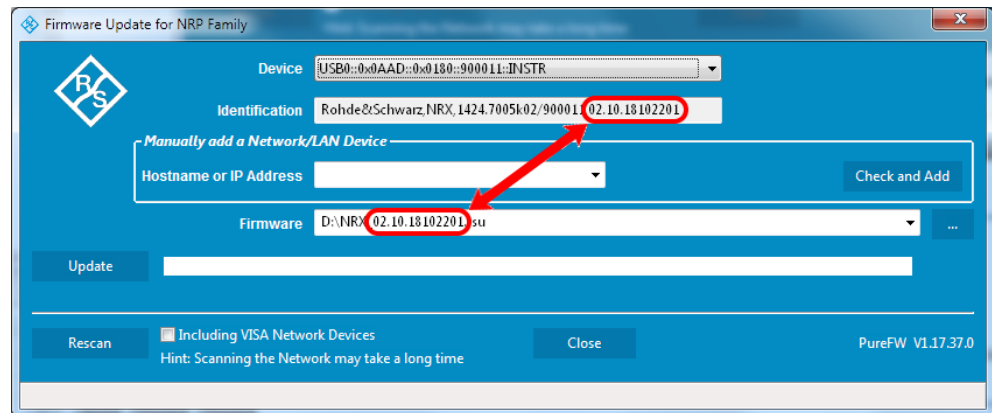 Firmware Update for NRP Family
R&S
Device USB0::0x0AAD::0x0180::900011::INSTR
Identification Rohde&Schwarz,NRX,1424.7005k02/900011 02.10.18102201
Manually add a Network/LAN Device
Hostname or IP Address
Check and Add
Firmware D:\NRX 02.10.18102201 su
...
Update
Rescan
Including VISA Network Devices
Hint: Scanning the Network may take a long time
Close
PureFW V1.17.37.0